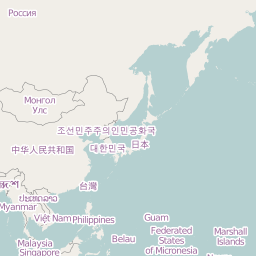 Россия
Монгол
Улс
조선민주주의인민공화국
中华人民共和国
대한민국
日本
台灣
Myanmar
Việt Nam
Philippines
Guam
Federated
States
of Micronesia
Marshall
Islands
Belau
Malaysia
Singapore